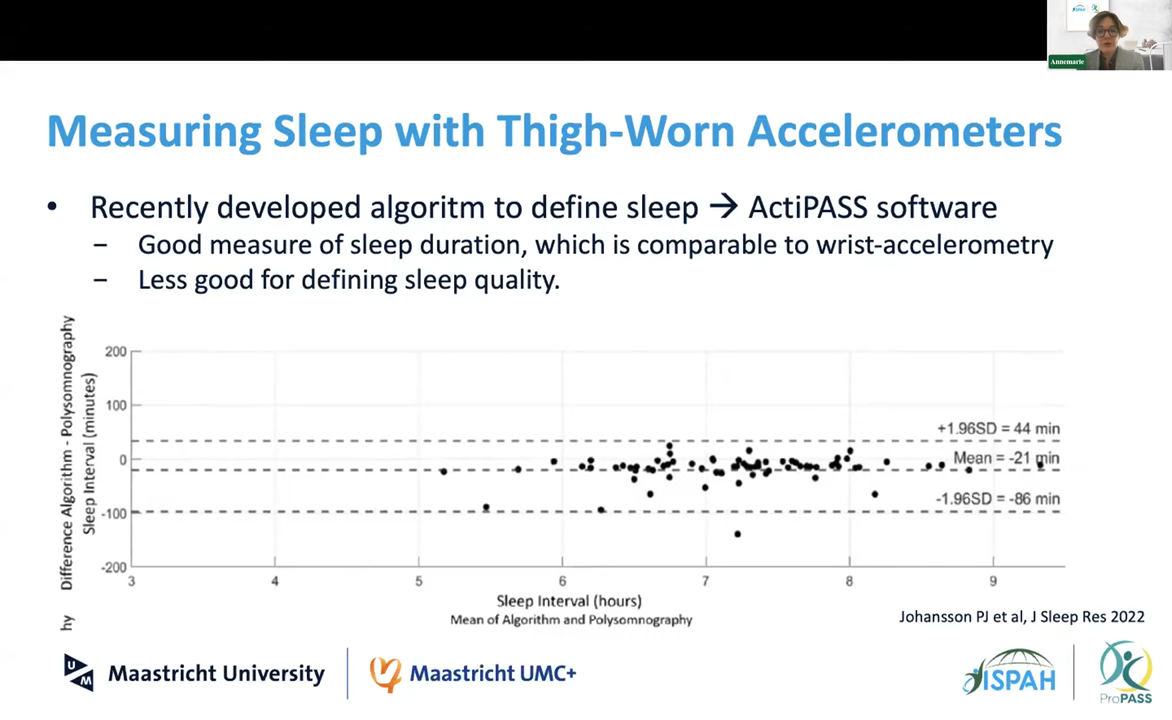 Annemarie
Measuring Sleep with Thigh-Worn Accelerometers
• Recently developed algoritm to define sleep → ActiPASS software
– Good measure of sleep duration, which is comparable to wrist-accelerometry
– Less good for defining sleep quality.
hy
Difference Algorithm - Polysomnography
Sleep Interval (minutes)
200
100
0
-100
-200
+1.96SD = 44 min
Mean = -21 min
-1.96SD = -86 min
3 4 5 6 7 8 9
Sleep Interval (hours)
Mean of Algorithm and Polysomnography
Johansson PJ et al, J Sleep Res 2022
UM Maastricht University
Maastricht UMC+
ISPAH
ProPASS